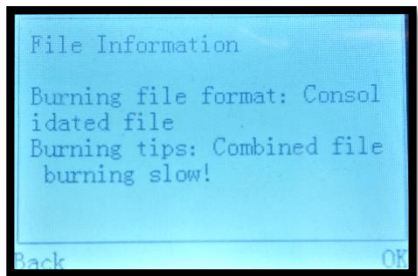 File Information
Burning file format: Consol
idated file
Burning tips: Combined file
burning slow!
Back OK